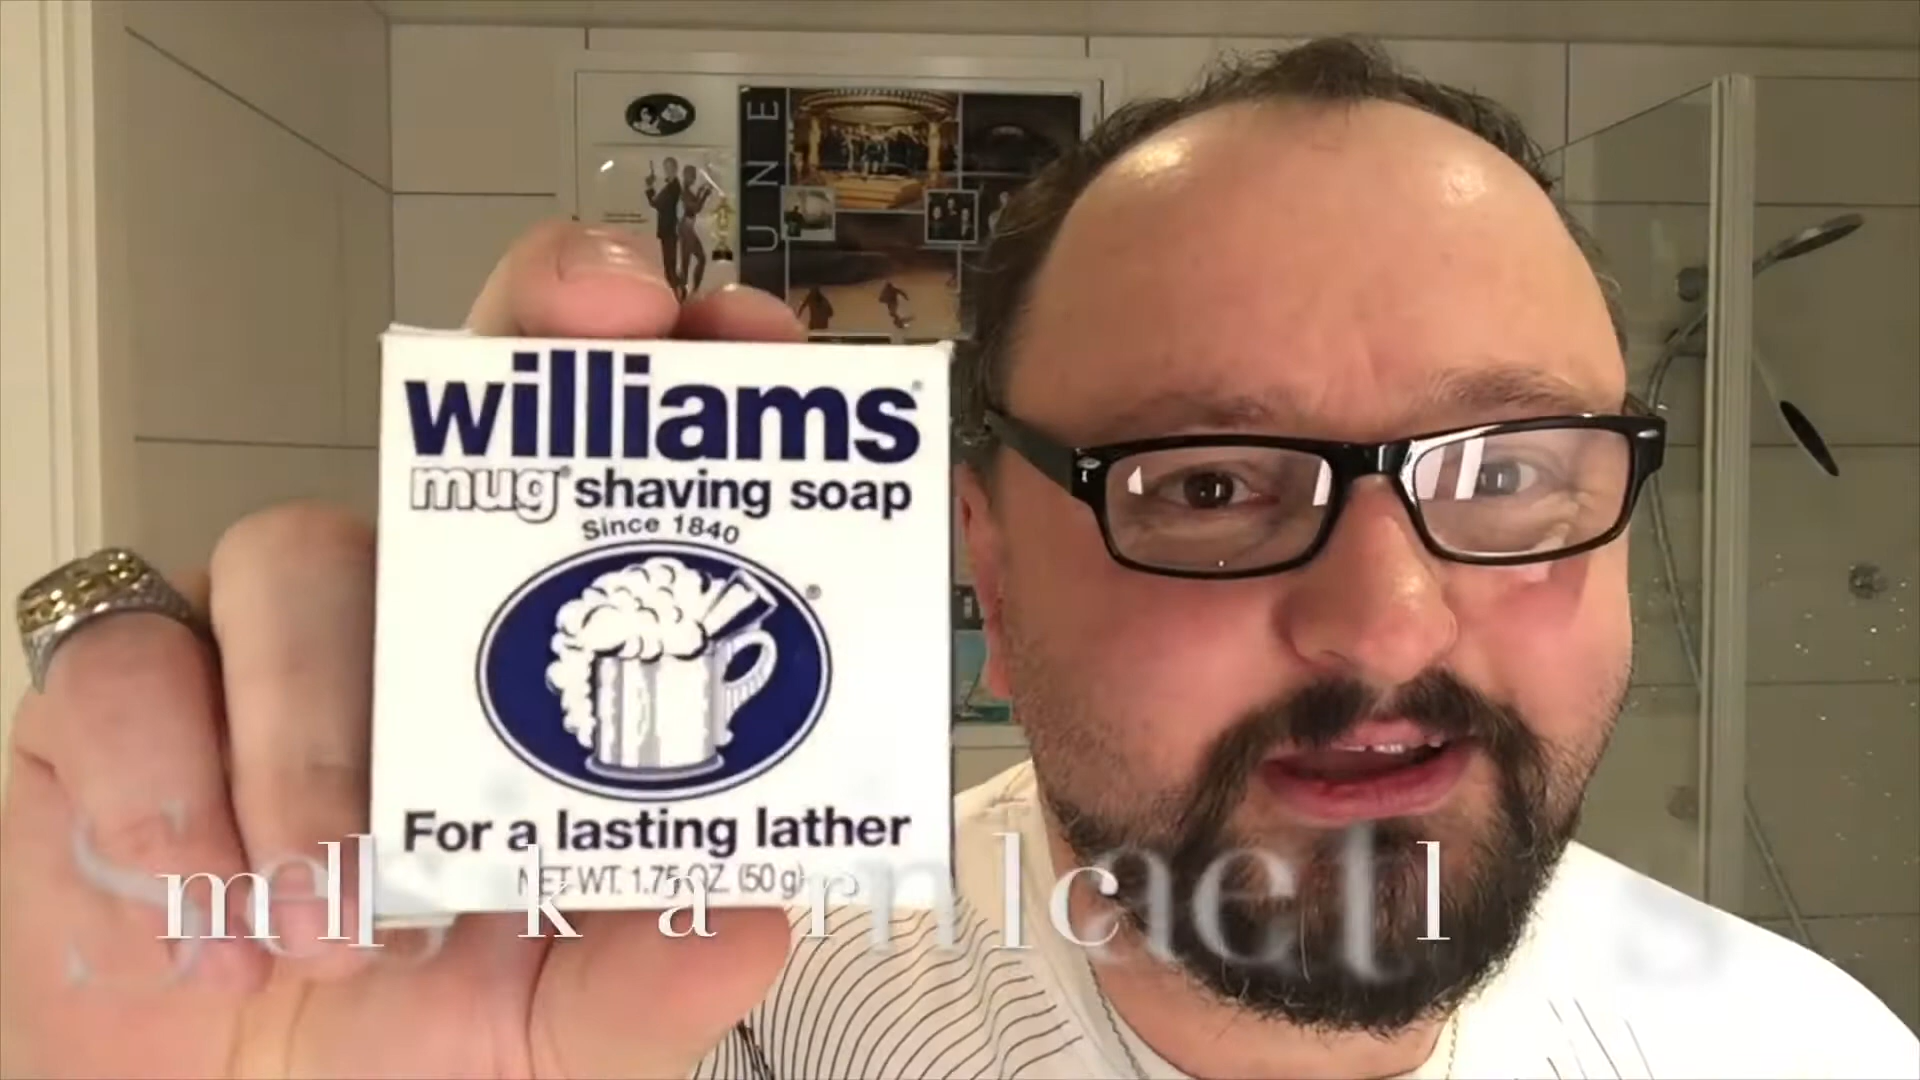 williams®
mug® shaving soap
Since 1840
®
For a lasting lather
NET WT. 1.75 OZ. (50 g)